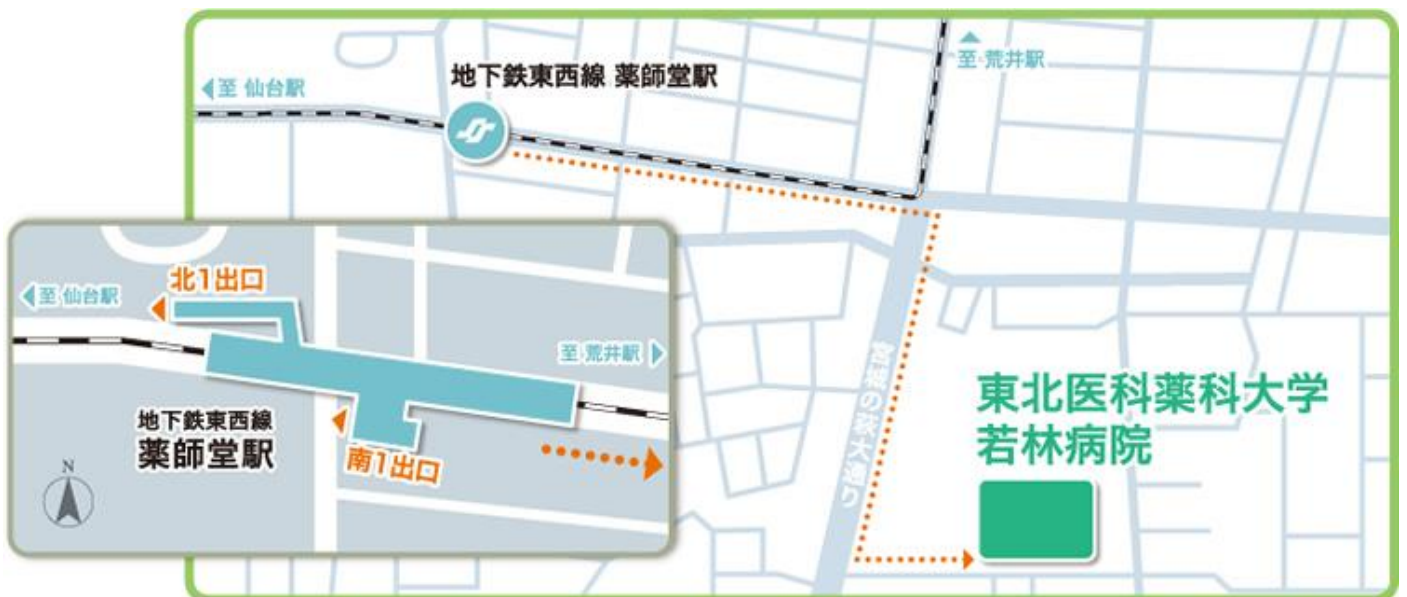 至 仙台駅
地下鉄東西線 薬師堂駅
至 荒井駅
至 仙台駅
北1出口
至 荒井駅
地下鉄東西線
薬師堂駅
南1出口
N
宮城の萩大通り
東北医科薬科大学
若林病院